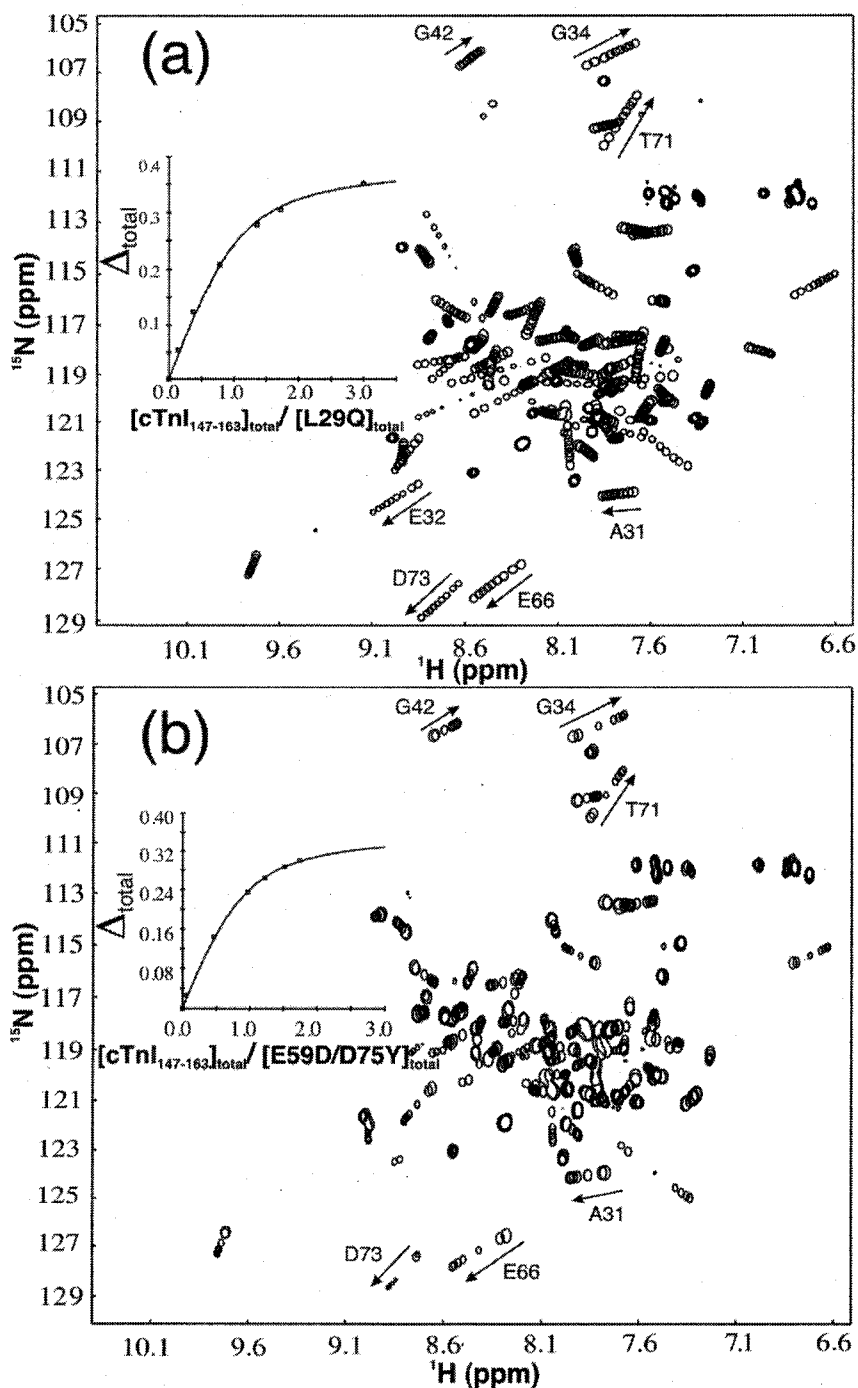 (a)
G42
G34
T71
E32
A31
D73
E66
105
107
109
111
113
115
117
119
121
123
125
127
129
¹⁵N (ppm)
10.1
9.6
9.1
8.6
8.1
7.6
7.1
6.6
¹H (ppm)
0.4
0.3
0.2
0.1
Δtotal
0.0
1.0
2.0
3.0
[cTnI147-163]total/ [L29Q]total
(b)
G42
G34
T71
A31
D73
E66
105
107
109
111
113
115
117
119
121
123
125
127
129
¹⁵N (ppm)
10.1
9.6
9.1
8.6
8.1
7.6
7.1
6.6
¹H (ppm)
0.40
0.32
0.24
0.16
0.08
Δtotal
0.0
1.0
2.0
3.0
[cTnI147-163]total/ [E59D/D75Y]total